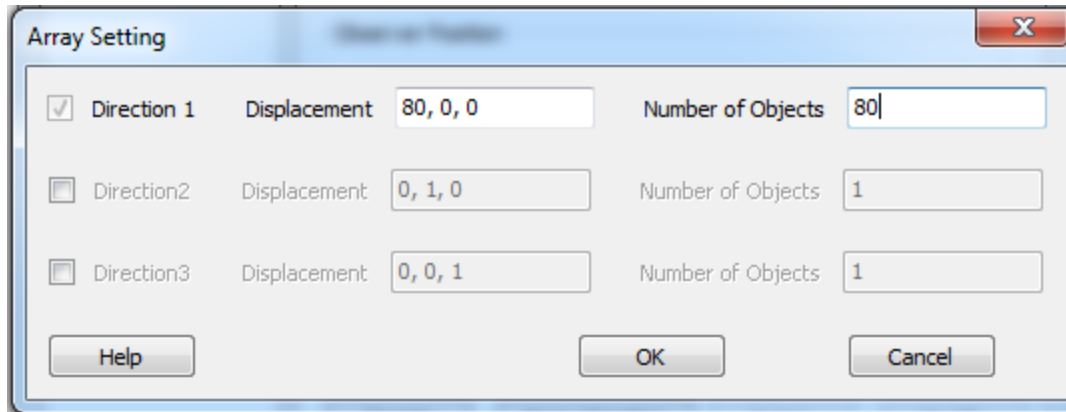 Array Setting
Direction 1 Displacement 80, 0, 0 Number of Objects 80
Direction2 Displacement 0, 1, 0 Number of Objects 1
Direction3 Displacement 0, 0, 1 Number of Objects 1
Help OK Cancel